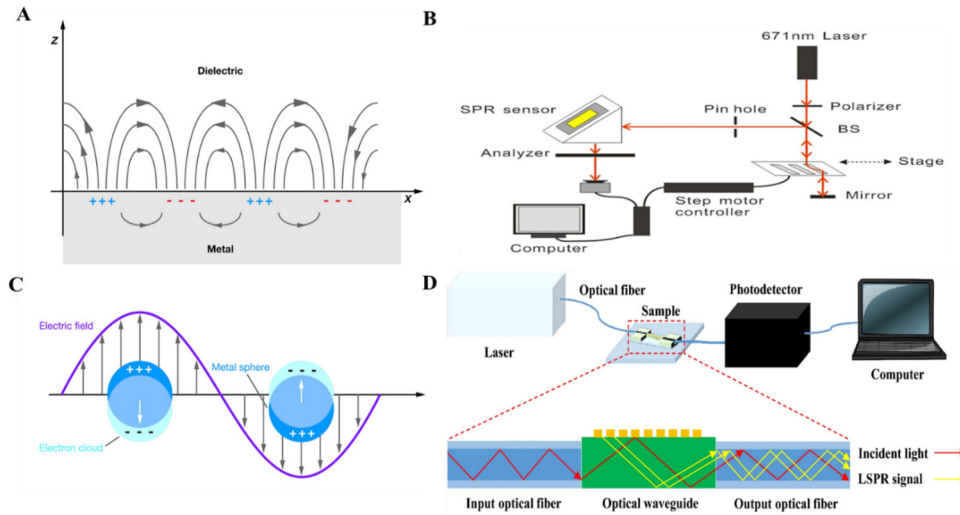 A
Z
Dielectric
+++
- - -
+++
- - -
X
Metal
B
671nm Laser
SPR sensor
Pin hole
Polarizer
BS
Analyzer
Stage
Step motor
controller
Mirror
Computer
C
Electric field
+++
Metal sphere
- - -
- - -
+++
Electron cloud
D
Optical fiber
Photodetector
Sample
Laser
Computer
Incident light
LSPR signal
Input optical fiber
Optical waveguide
Output optical fiber